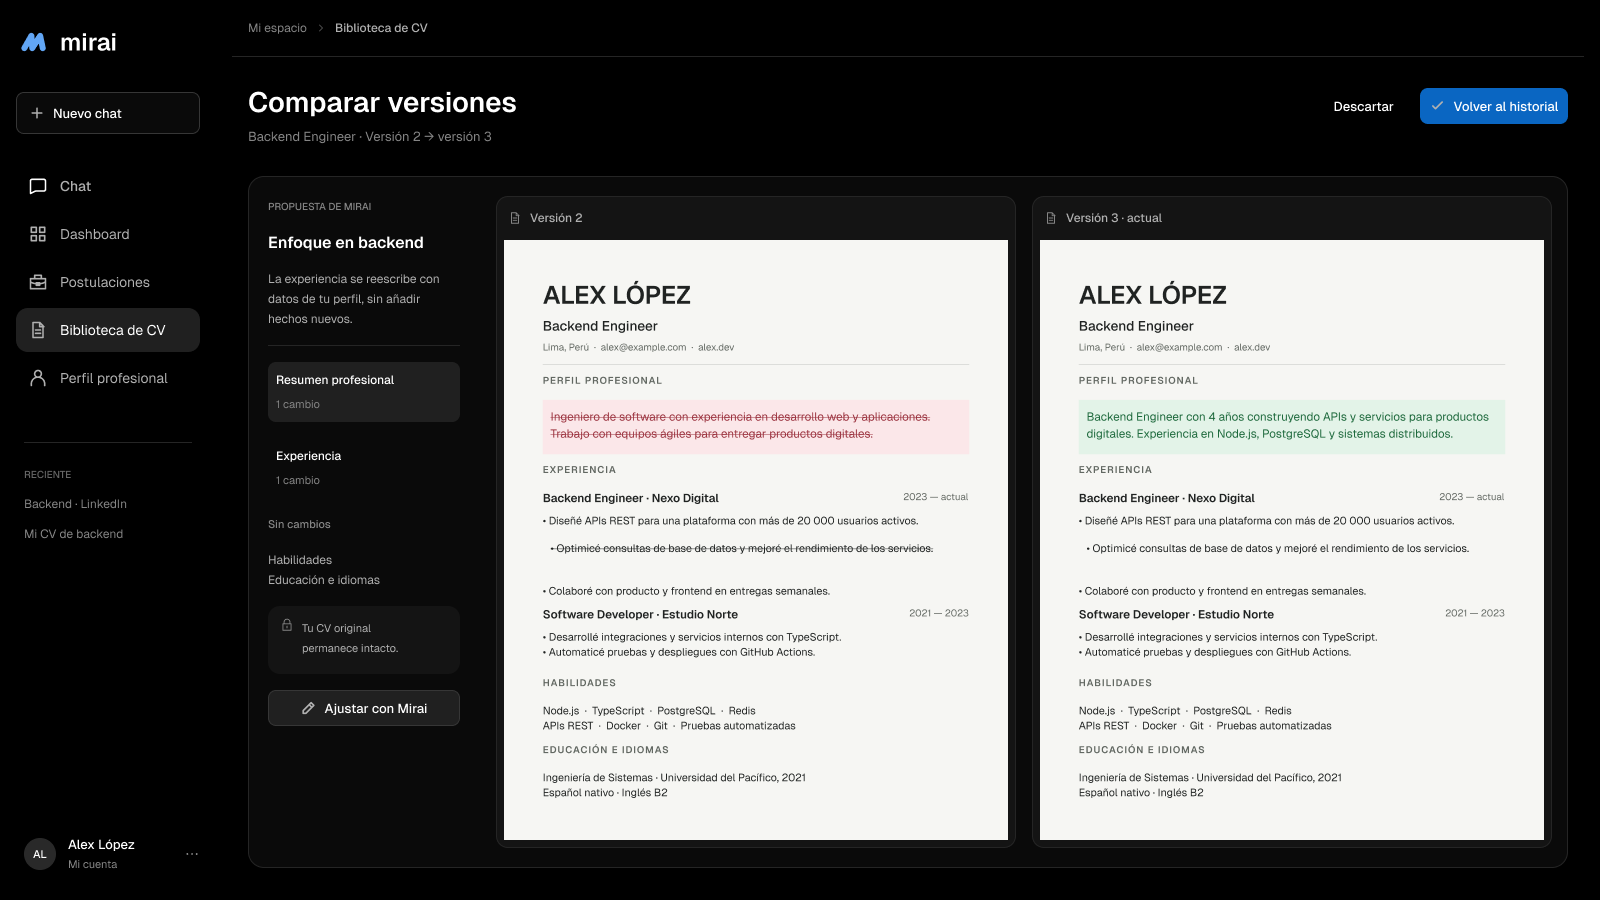 mirai
Nuevo chat
Chat
Dashboard
Postulaciones
Biblioteca de CV
Perfil profesional
RECIENTE
Backend · LinkedIn
Mi CV de backend
AL
Alex López
Mi cuenta
Mi espacio > Biblioteca de CV
Comparar versiones
Backend Engineer · Versión 2 → versión 3
Descartar
Volver al historial
PROPUESTA DE MIRAI
Enfoque en backend
La experiencia se reescribe con
datos de tu perfil, sin añadir
hechos nuevos.
Resumen profesional
1 cambio
Experiencia
1 cambio
Sin cambios
Habilidades
Educación e idiomas
Tu CV original
permanece intacto.
Ajustar con Mirai
Versión 2
ALEX LÓPEZ
Backend Engineer
Lima, Perú · alex@example.com · alex.dev
PERFIL PROFESIONAL
Ingeniero de software con experiencia en desarrollo web y aplicaciones.
Trabajo con equipos ágiles para entregar productos digitales.
EXPERIENCIA
Backend Engineer · Nexo Digital 2023 — actual
• Diseñé APIs REST para una plataforma con más de 20 000 usuarios activos.
• Optimicé consultas de base de datos y mejoré el rendimiento de los servicios.
• Colaboré con producto y frontend en entregas semanales.
Software Developer · Estudio Norte 2021 — 2023
• Desarrollé integraciones y servicios internos con TypeScript.
• Automaticé pruebas y despliegues con GitHub Actions.
HABILIDADES
Node.js · TypeScript · PostgreSQL · Redis
APIs REST · Docker · Git · Pruebas automatizadas
EDUCACIÓN E IDIOMAS
Ingeniería de Sistemas · Universidad del Pacífico, 2021
Español nativo · Inglés B2
Versión 3 · actual
ALEX LÓPEZ
Backend Engineer
Lima, Perú · alex@example.com · alex.dev
PERFIL PROFESIONAL
Backend Engineer con 4 años construyendo APIs y servicios para productos
digitales. Experiencia en Node.js, PostgreSQL y sistemas distribuidos.
EXPERIENCIA
Backend Engineer · Nexo Digital 2023 — actual
• Diseñé APIs REST para una plataforma con más de 20 000 usuarios activos.
• Optimicé consultas de base de datos y mejoré el rendimiento de los servicios.
• Colaboré con producto y frontend en entregas semanales.
Software Developer · Estudio Norte 2021 — 2023
• Desarrollé integraciones y servicios internos con TypeScript.
• Automaticé pruebas y despliegues con GitHub Actions.
HABILIDADES
Node.js · TypeScript · PostgreSQL · Redis
APIs REST · Docker · Git · Pruebas automatizadas
EDUCACIÓN E IDIOMAS
Ingeniería de Sistemas · Universidad del Pacífico, 2021
Español nativo · Inglés B2